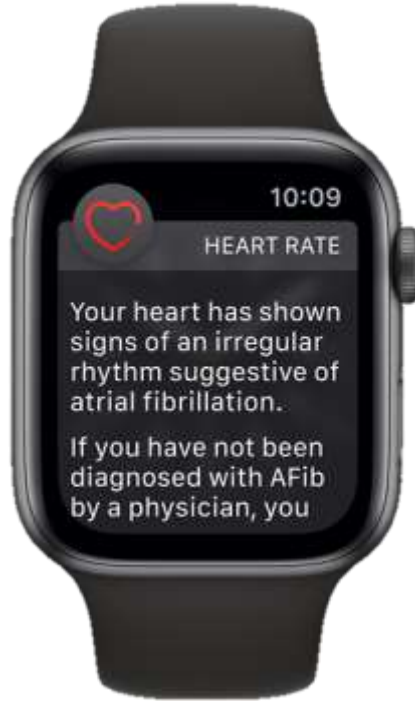 10:09
HEART RATE
Your heart has shown
signs of an irregular
rhythm suggestive of
atrial fibrillation.
If you have not been
diagnosed with AFib
by a physician, you